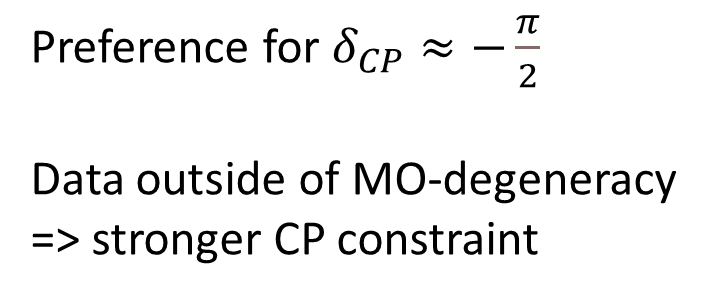 Preference for δ_CP ≈ −π/2
Data outside of MO-degeneracy
=> stronger CP constraint